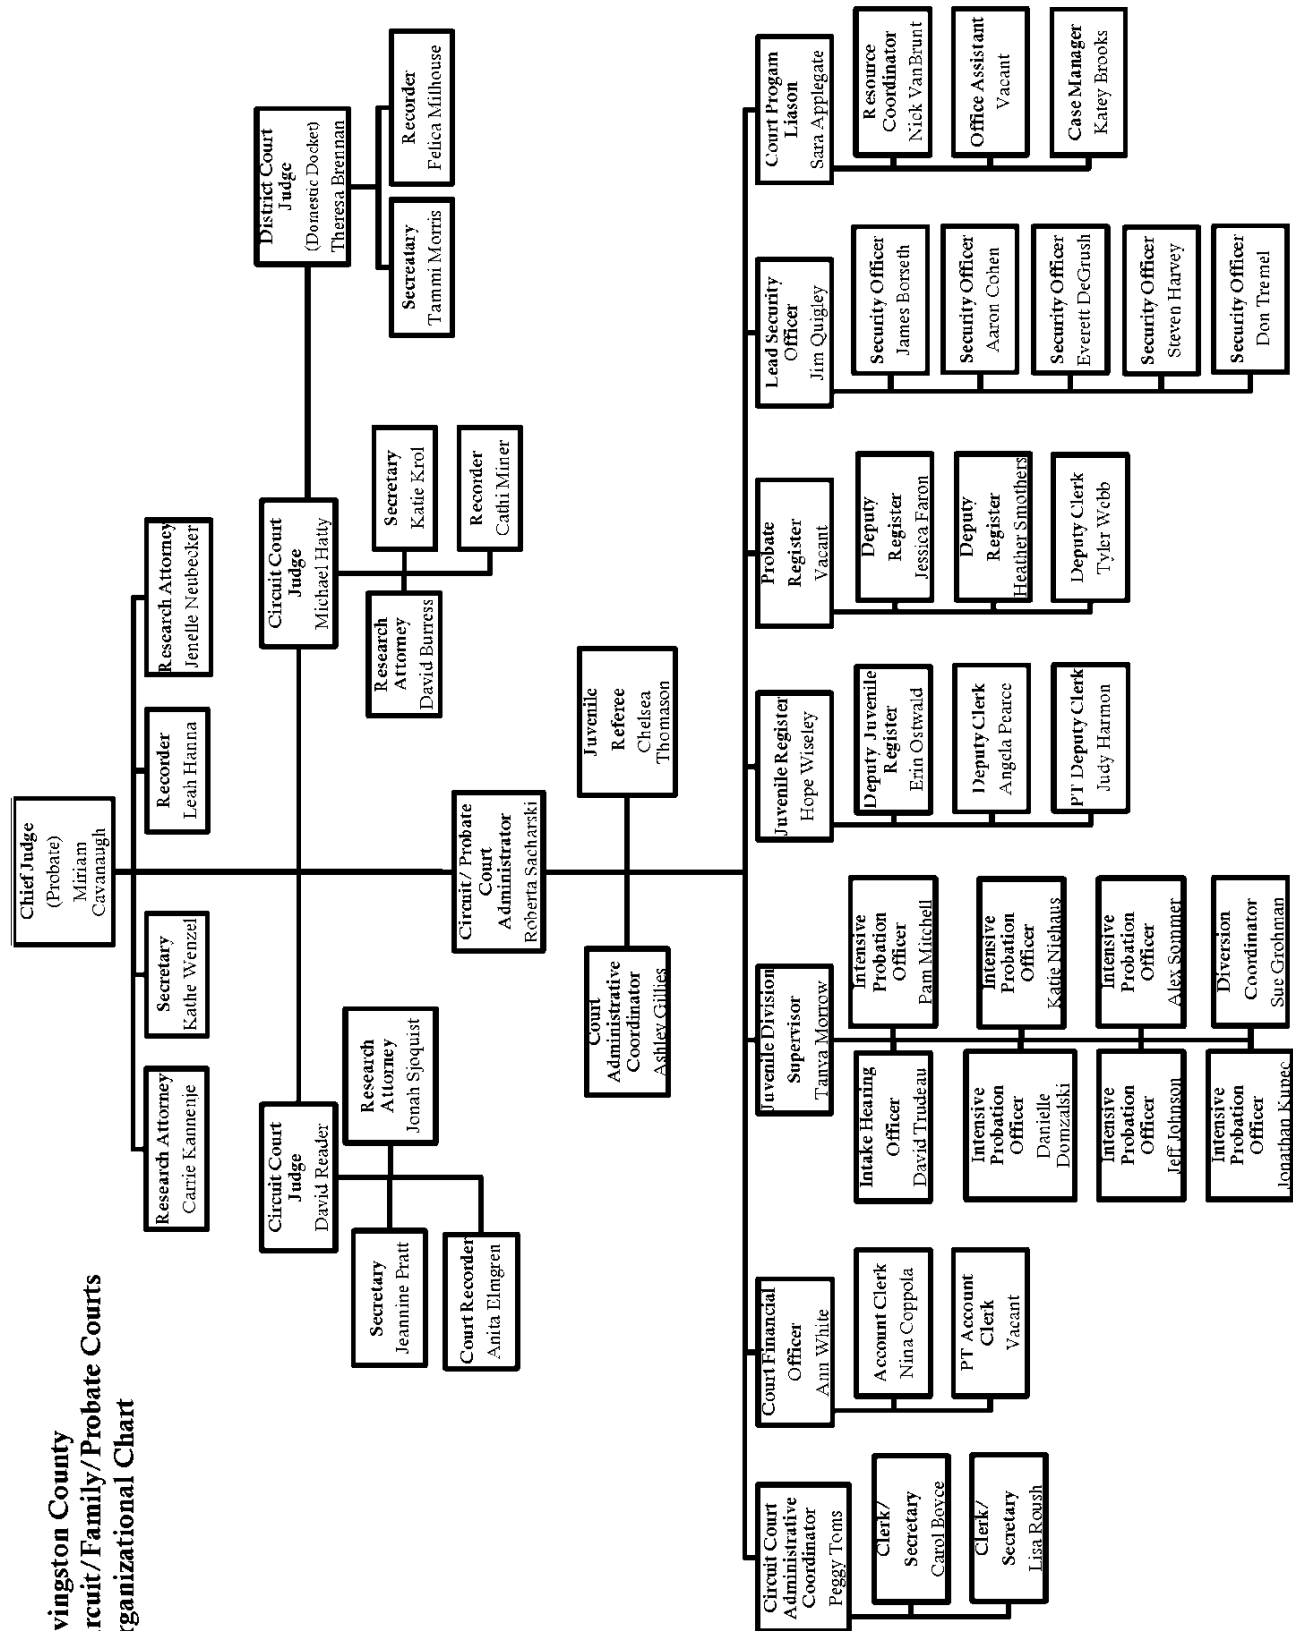 vingston County
rcuit/Family/Probate Courts
rganizational Chart
Chief Judge
(Probate)
Miriam
Cavanaugh
Research Attorney
Carrie Kannenje
Secretary
Kathe Wenzel
Recorder
Leah Hanna
Research Attorney
Jenelle Neubecker
Circuit Court
Judge
David Reader
Secretary
Jeannine Pratt
Research
Attorney
Jonah Sjoquist
Court Recorder
Anita Elmgren
Circuit Court
Judge
Michael Hatty
Research
Attorney
David Burress
Secretary
Katie Krol
Recorder
Cathi Miner
District Court
Judge
(Domestic Docket)
Theresa Brennan
Secreatary
Tammi Morris
Recorder
Felica Milhouse
Circuit/ Probate
Court
Administrator
Roberta Sacharski
Court
Administrative
Coordinator
Ashley Gillies
Juvenile
Referee
Chelsea
Thomason
Circuit Court
Administrative
Coordinator
Peggy Toms
Clerk/
Secretary
Carol Boyce
Clerk/
Secretary
Lisa Roush
Court Financial
Officer
Ann White
Account Clerk
Nina Coppola
PT Account
Clerk
Vacant
Juvenile Division
Supervisor
Tanya Morrow
Intake Hearing
Officer
David Trudeau
Intensive
Probation
Officer
Pam Mitchell
Intensive
Probation
Officer
Danielle
Domzalski
Intensive
Probation
Officer
Katie Niehaus
Intensive
Probation
Officer
Jeff Johnson
Intensive
Probation
Officer
Alex Sommer
Intensive
Probation
Officer
Jonathan Kupec
Diversion
Coordinator
Sue Grohman
Juvenile Register
Hope Wiseley
Deputy Juvenile
Register
Erin Ostwald
Deputy Clerk
Angela Pearce
PT Deputy Clerk
Judy Harmon
Probate
Register
Vacant
Deputy
Register
Jessica Faron
Deputy
Register
Heather Smothers
Deputy Clerk
Tyler Webb
Lead Security
Officer
Jim Quigley
Security Officer
James Borseth
Security Officer
Aaron Cohen
Security Officer
Everett DeGrush
Security Officer
Steven Harvey
Security Officer
Don Tremel
Court Progam
Liason
Sara Applegate
Resource
Coordinator
Nick VanBrunt
Office Assistant
Vacant
Case Manager
Katey Brooks